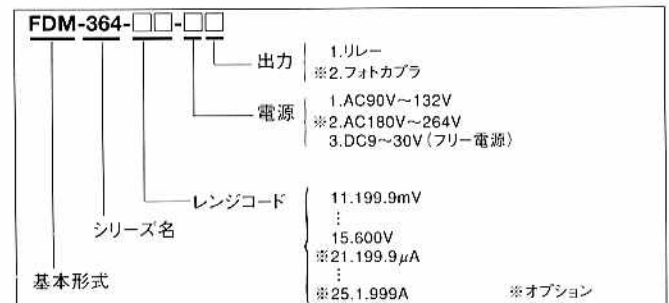 FDM-364-□□-□□
出力
1.リレー
※2.フォトカプラ
電源
1.AC90V～132V
※2.AC180V～264V
3.DC9～30V(フリー電源)
レンジコード
11.199.9mV
⋮
15.600V
※21.199.9μA
⋮
※25.1.999A
シリーズ名
基本形式
※オプション